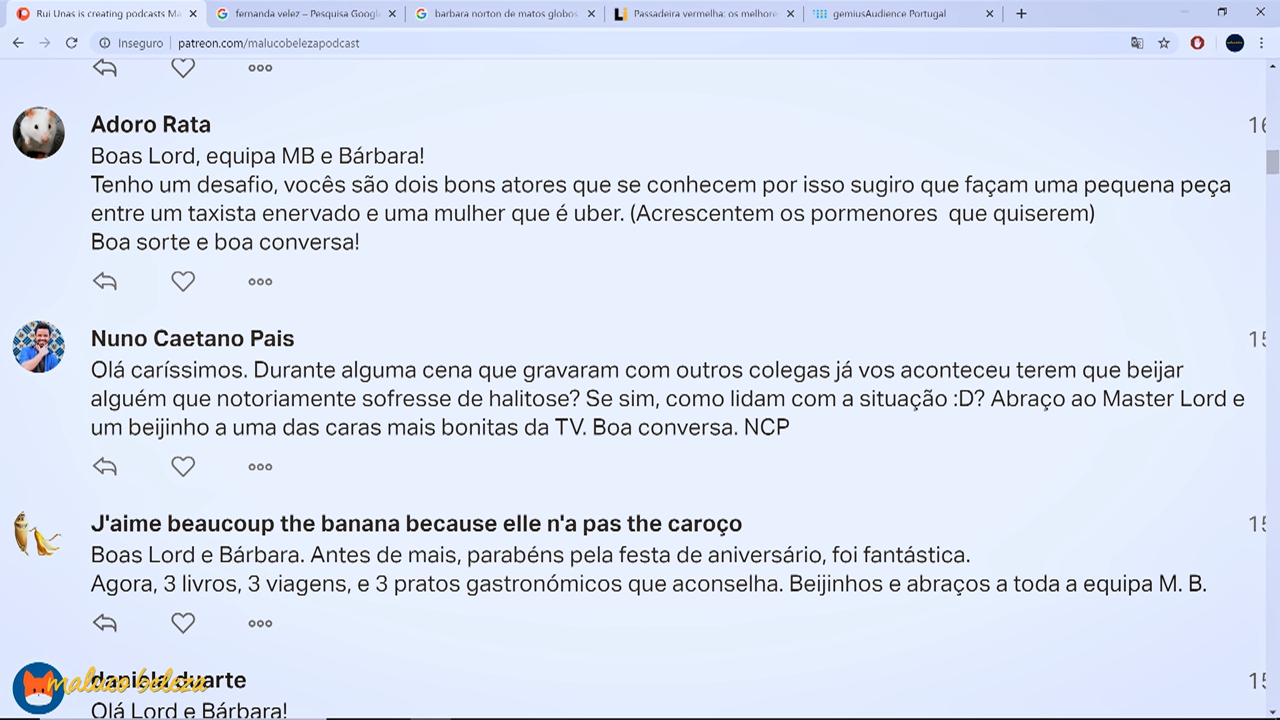 Rui Unas is creating podcasts Ma
fernanda velez – Pesquisa Googl
barbara norton de matos globos
Passadeira vermelha: os melhore
gemiusAudience Portugal
Inseguro
patreon.com/malucobelezapodcast
Adoro Rata
16
Boas Lord, equipa MB e Bárbara!
Tenho um desafio, vocês são dois bons atores que se conhecem por isso sugiro que façam uma pequena peça
entre um taxista enervado e uma mulher que é uber. (Acrescentem os pormenores  que quiserem)
Boa sorte e boa conversa!
Nuno Caetano Pais
15
Olá caríssimos. Durante alguma cena que gravaram com outros colegas já vos aconteceu terem que beijar
alguém que notoriamente sofresse de halitose? Se sim, como lidam com a situação :D? Abraço ao Master Lord e
um beijinho a uma das caras mais bonitas da TV. Boa conversa. NCP
J'aime beaucoup the banana because elle n'a pas the caroço
15
Boas Lord e Bárbara. Antes de mais, parabéns pela festa de aniversário, foi fantástica.
Agora, 3 livros, 3 viagens, e 3 pratos gastronómicos que aconselha. Beijinhos e abraços a toda a equipa M. B.
daniela duarte
maluco beleza
15
Olá Lord e Bárbara!